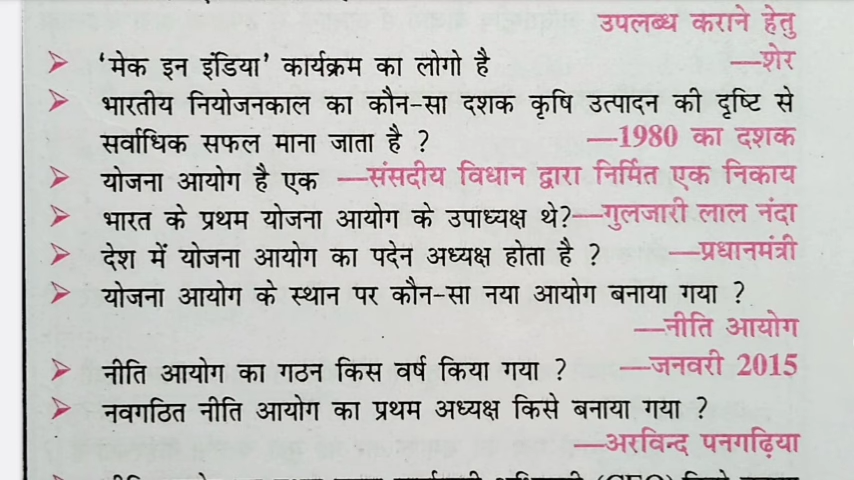 उपलब्ध कराने हेतु
➤ ‘मेक इन इंडिया’ कार्यक्रम का लोगो है —शेर
➤ भारतीय नियोजनकाल का कौन-सा दशक कृषि उत्पादन की दृष्टि से
सर्वाधिक सफल माना जाता है ? —1980 का दशक
➤ योजना आयोग है एक —संसदीय विधान द्वारा निर्मित एक निकाय
➤ भारत के प्रथम योजना आयोग के उपाध्यक्ष थे?—गुलजारी लाल नंदा
➤ देश में योजना आयोग का पदेन अध्यक्ष होता है ? —प्रधानमंत्री
➤ योजना आयोग के स्थान पर कौन-सा नया आयोग बनाया गया ?
—नीति आयोग
➤ नीति आयोग का गठन किस वर्ष किया गया ? —जनवरी 2015
➤ नवगठित नीति आयोग का प्रथम अध्यक्ष किसे बनाया गया ?
—अरविन्द पनगढ़िया
(CEO)